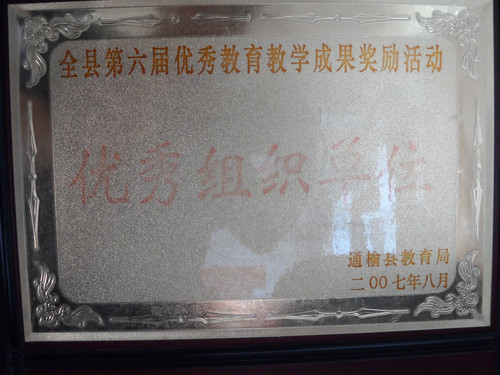 全县第六届优秀教育教学成果奖励活动
优秀组织单位
通榆县教育局
二00七年八月